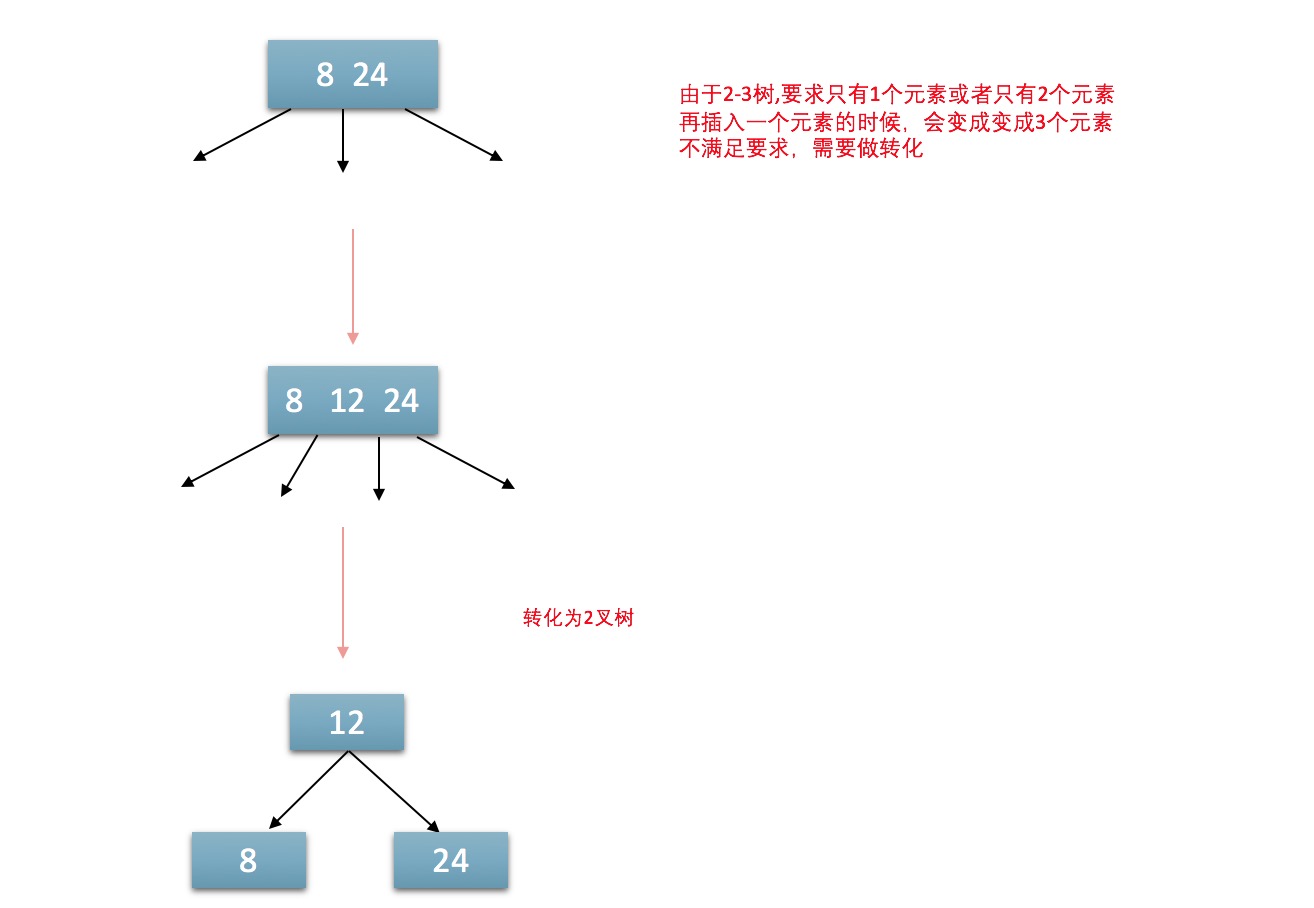 8 24
由于2-3树,要求只有1个元素或者只有2个元素
再插入一个元素的时候，会变成变成3个元素
不满足要求，需要做转化
8 12 24
转化为2叉树
12
8
24